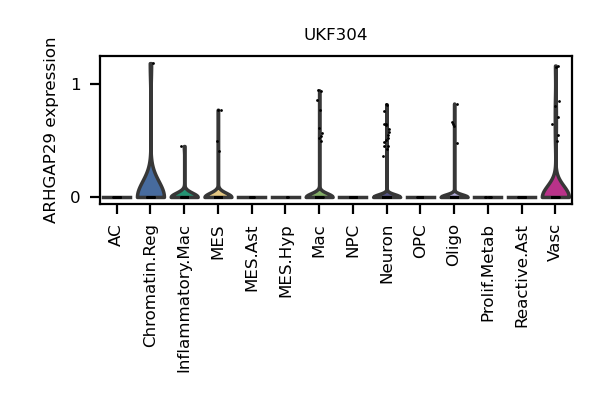 UKF304
ARHGAP29 expression
1
0
AC
Chromatin.Reg
Inflammatory.Mac
MES
MES.Ast
MES.Hyp
Mac
NPC
Neuron
OPC
Oligo
Prolif.Metab
Reactive.Ast
Vasc